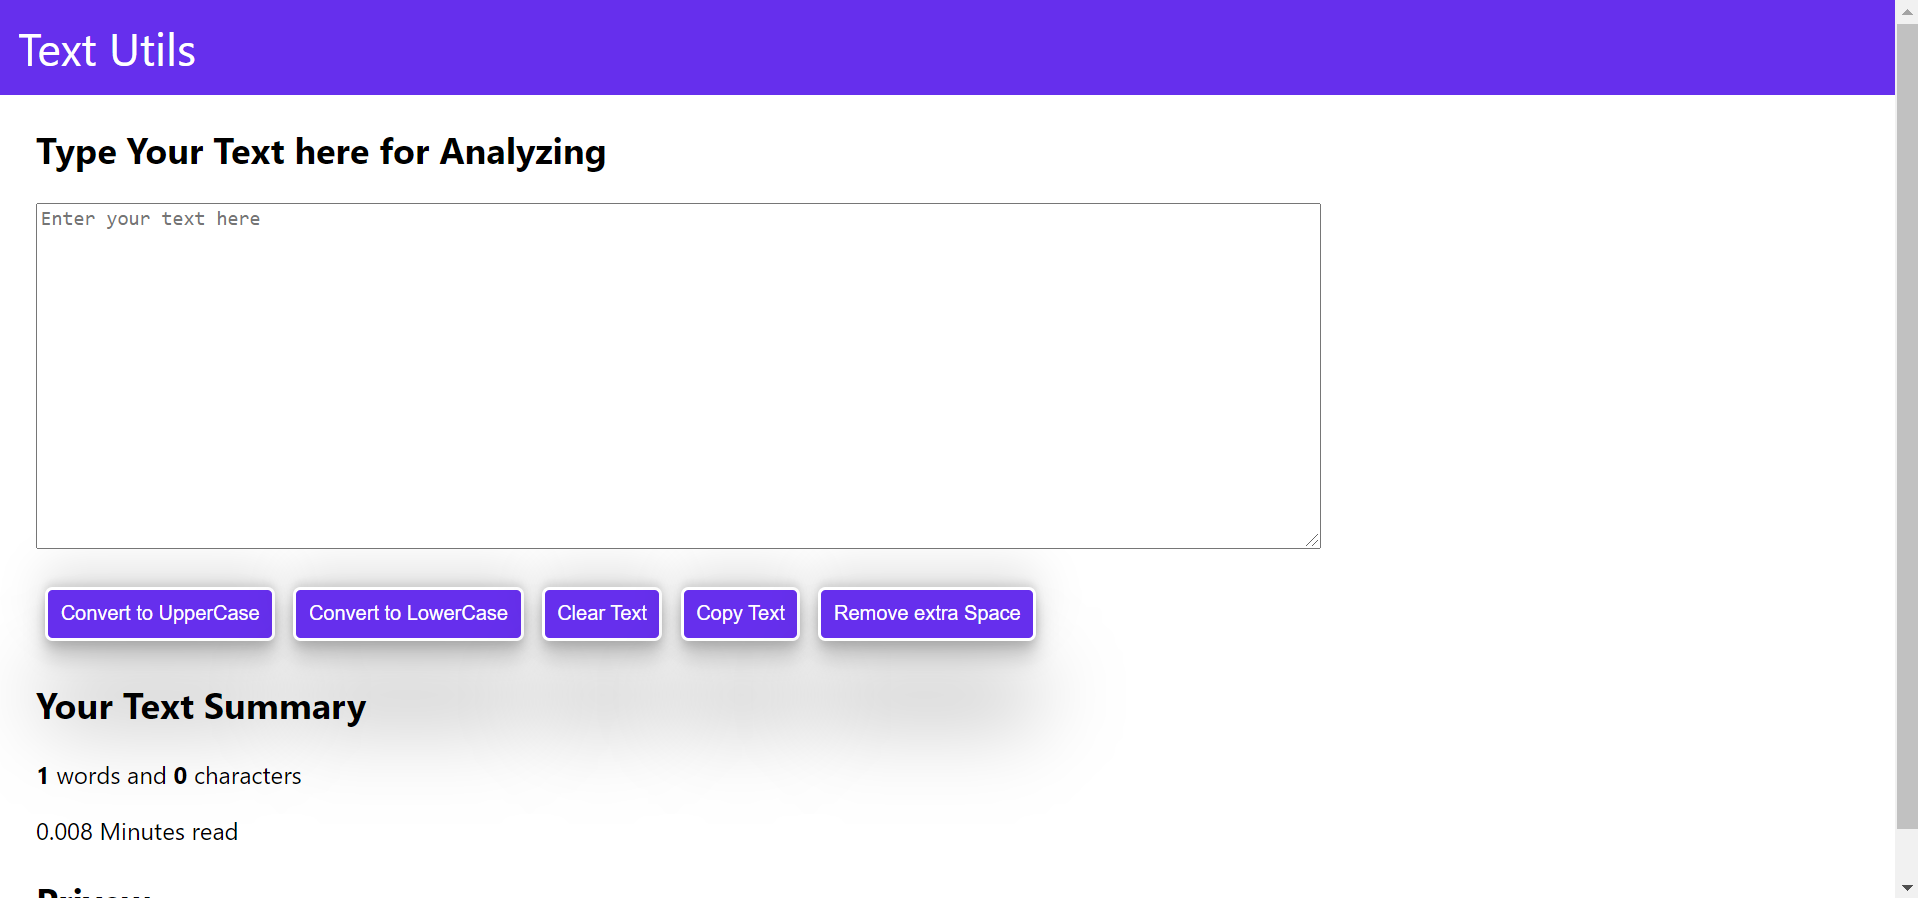 Text Utils
Type Your Text here for Analyzing
Enter your text here
Convert to UpperCase Convert to LowerCase Clear Text Copy Text Remove extra Space
Your Text Summary
1 words and 0 characters
0.008 Minutes read